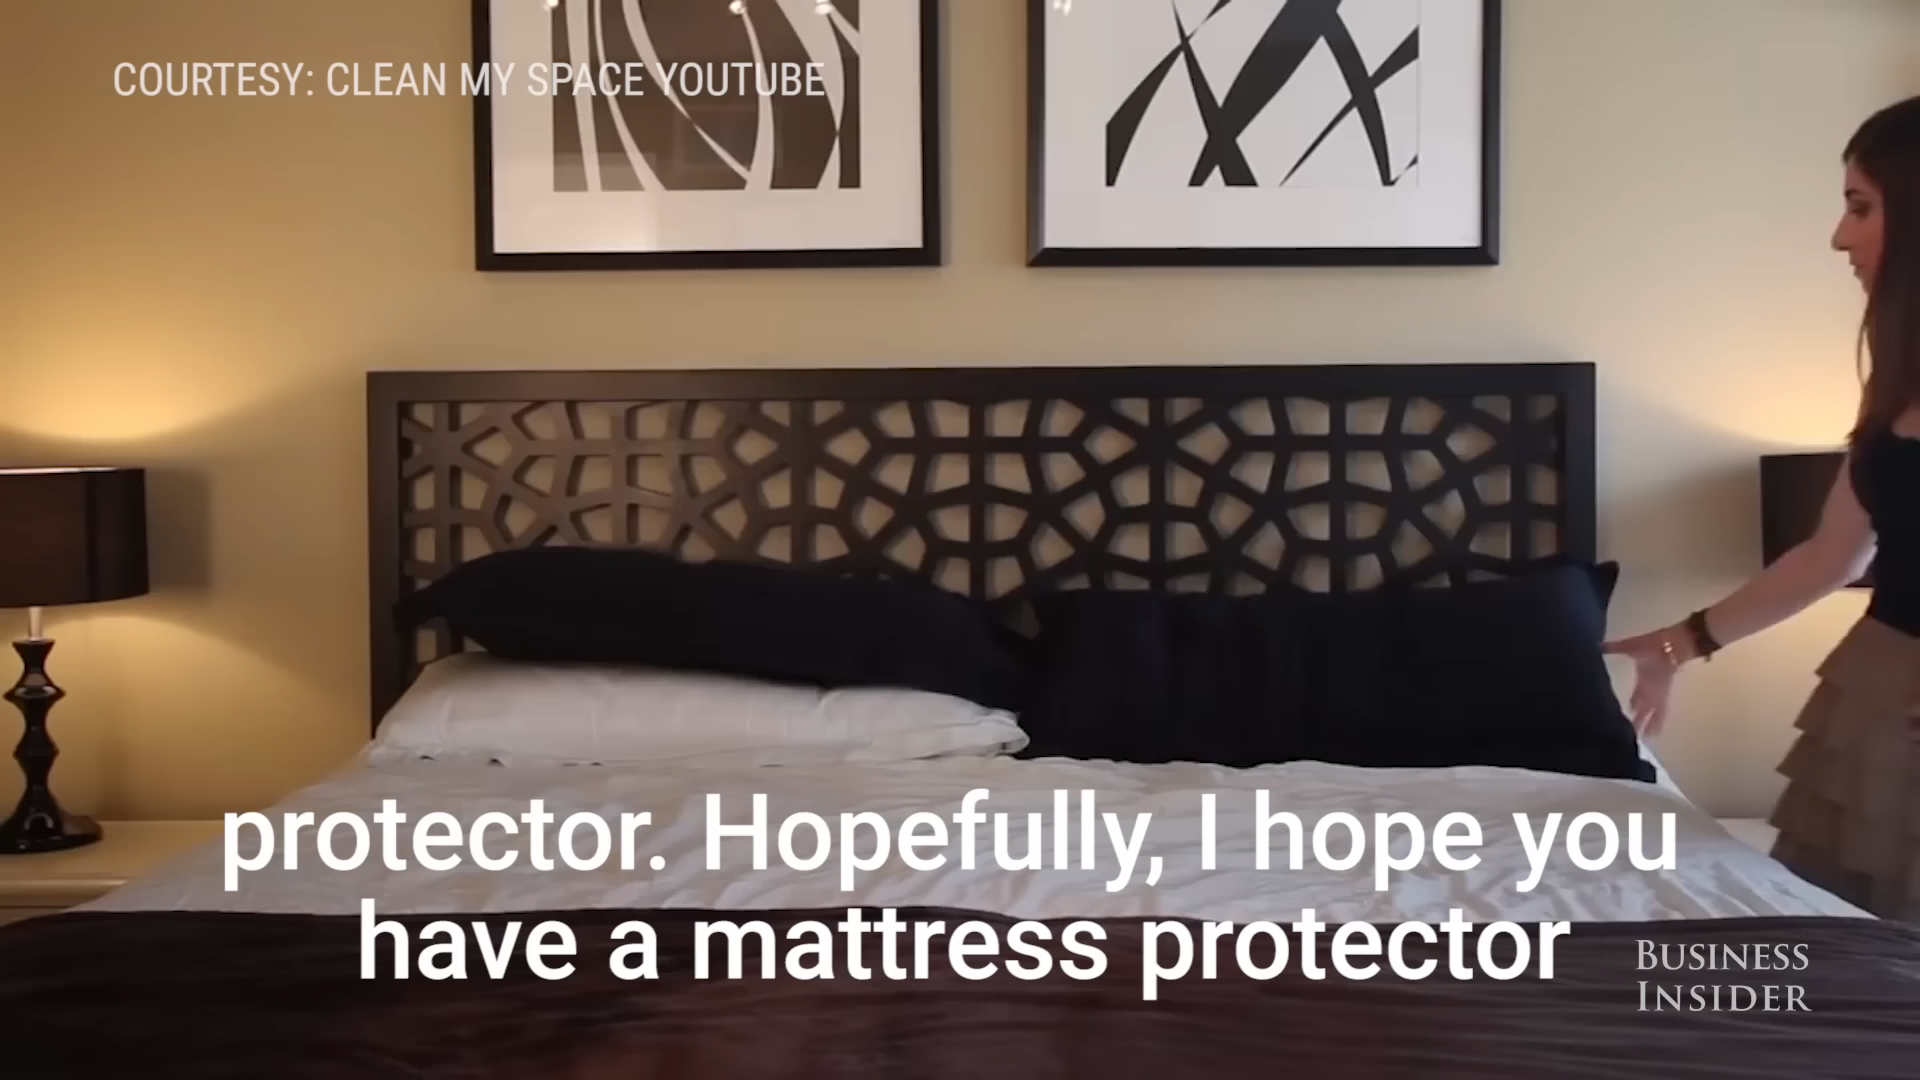 COURTESY: CLEAN MY SPACE YOUTUBE
protector. Hopefully, I hope you
have a mattress protector
BUSINESS
INSIDER